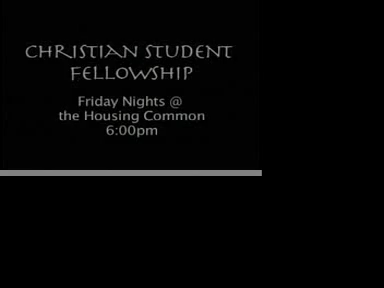 CHRISTIAN STUDENT
FELLOWSHIP
Friday Nights @
the Housing Common
6:00pm